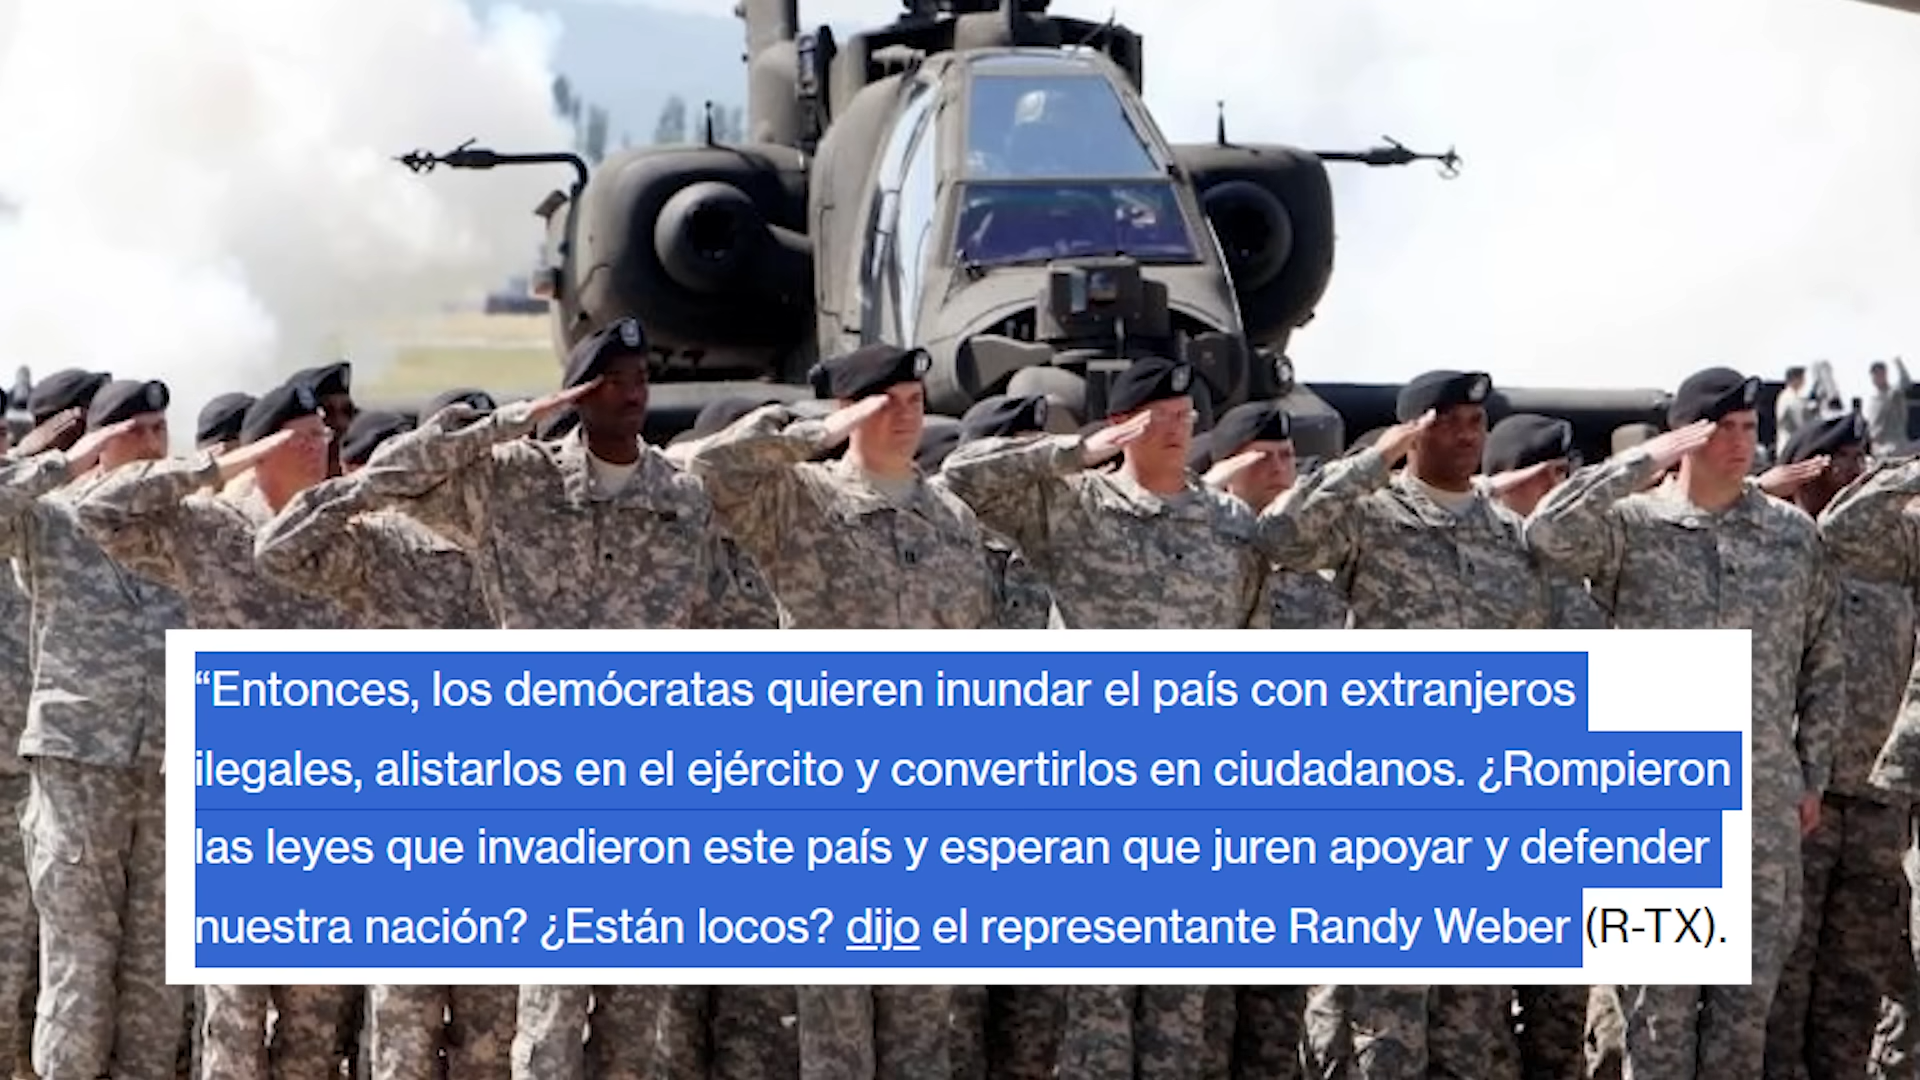 “Entonces, los demócratas quieren inundar el país con extranjeros
ilegales, alistarlos en el ejército y convertirlos en ciudadanos. ¿Rompieron
las leyes que invadieron este país y esperan que juren apoyar y defender
nuestra nación? ¿Están locos? dijo el representante Randy Weber (R-TX).